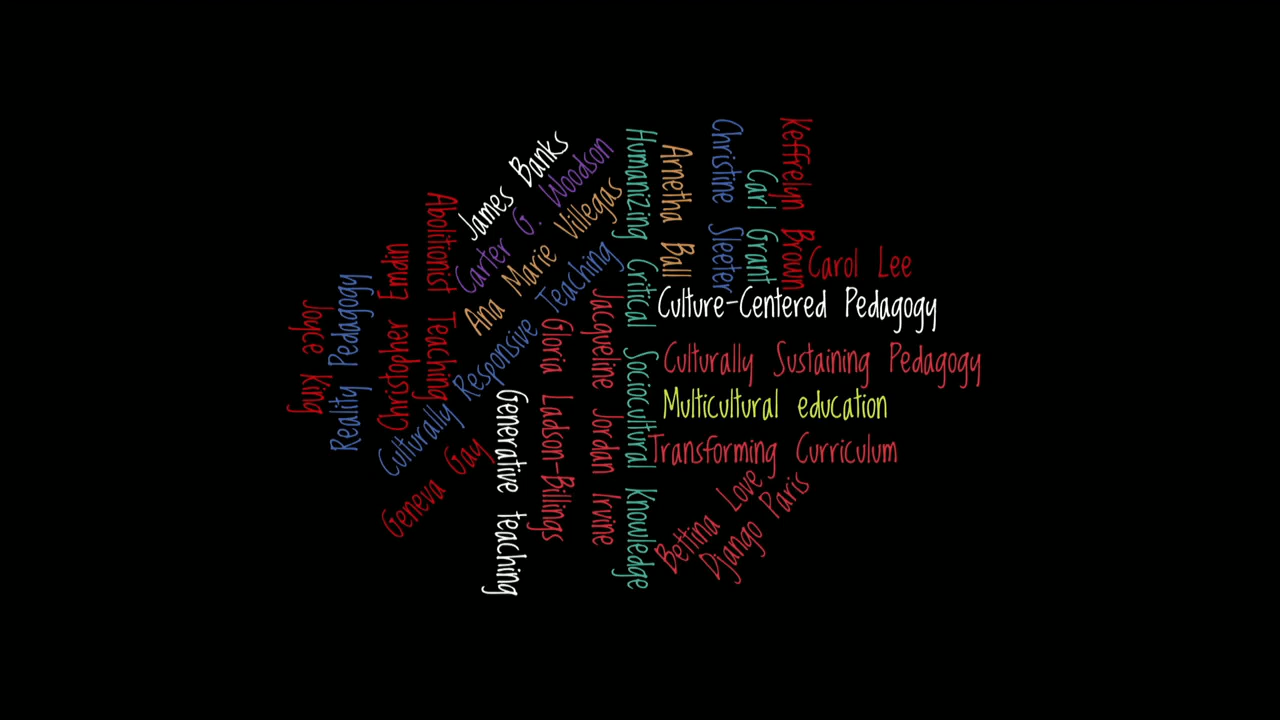 Joyce King
Reality Pedagogy
Christopher Emdin
Abolitionist Teaching
James Banks
Carter G. Woodson
Ana Marie Villegas
Culturally Responsive Teaching
Geneva Gay
Generative teaching
Gloria Ladson-Billings
Jacqueline Jordan Irvine
Humanizing Critical Sociocultural Knowledge
Arnetha Ball
Christine Sleeter
Carl Grant
Keffrelyn Brown
Carol Lee
Culture-Centered Pedagogy
Culturally Sustaining Pedagogy
Multicultural education
Transforming Curriculum
Bettina Love
Django Paris